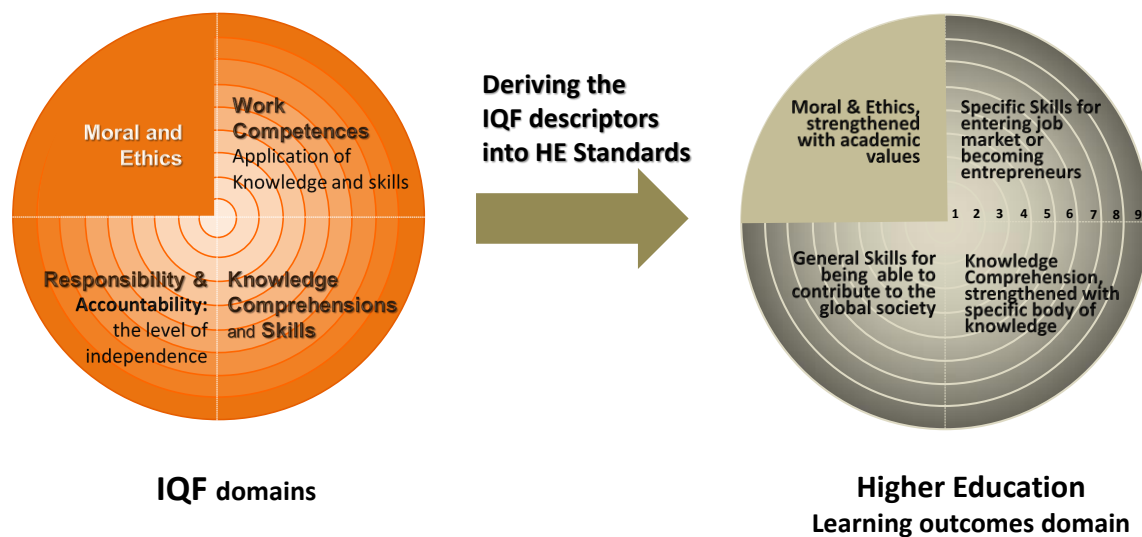 Moral and
Ethics
Work
Competences
Application of
Knowledge and skills
Responsibility &
Accountability:
the level of
independence
Knowledge
Comprehensions
and Skills
IQF domains
Deriving the
IQF descriptors
into HE Standards
Moral & Ethics,
strengthened
with academic
values
Specific Skills for
entering job
market or
becoming
entrepreneurs
1 2 3 4 5 6 7 8 9
General Skills for
being able to
contribute to the
global society
Knowledge
Comprehension,
strengthened with
specific body of
knowledge
Higher Education
Learning outcomes domain